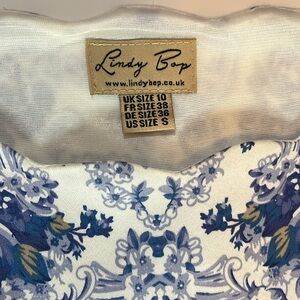 Lindy Bop
www.lindybop.co.uk
UK SIZE 10
FR SIZE 38
DE SIZE 36
US SIZE S